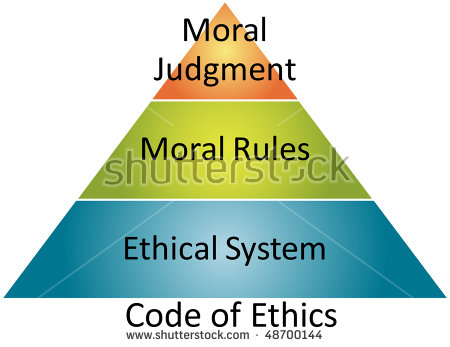 Moral
Judgment
Moral Rules
shutterstock
Ethical System
Code of Ethics
www.shutterstock.com · 48700144